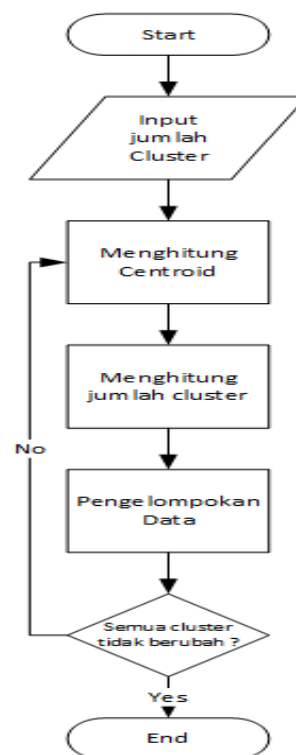 Start
Input
jumlah
Cluster
Menghitung
Centroid
Menghitung
jumlah cluster
No
Pengelompokan
Data
Semua cluster
tidak berubah ?
Yes
End